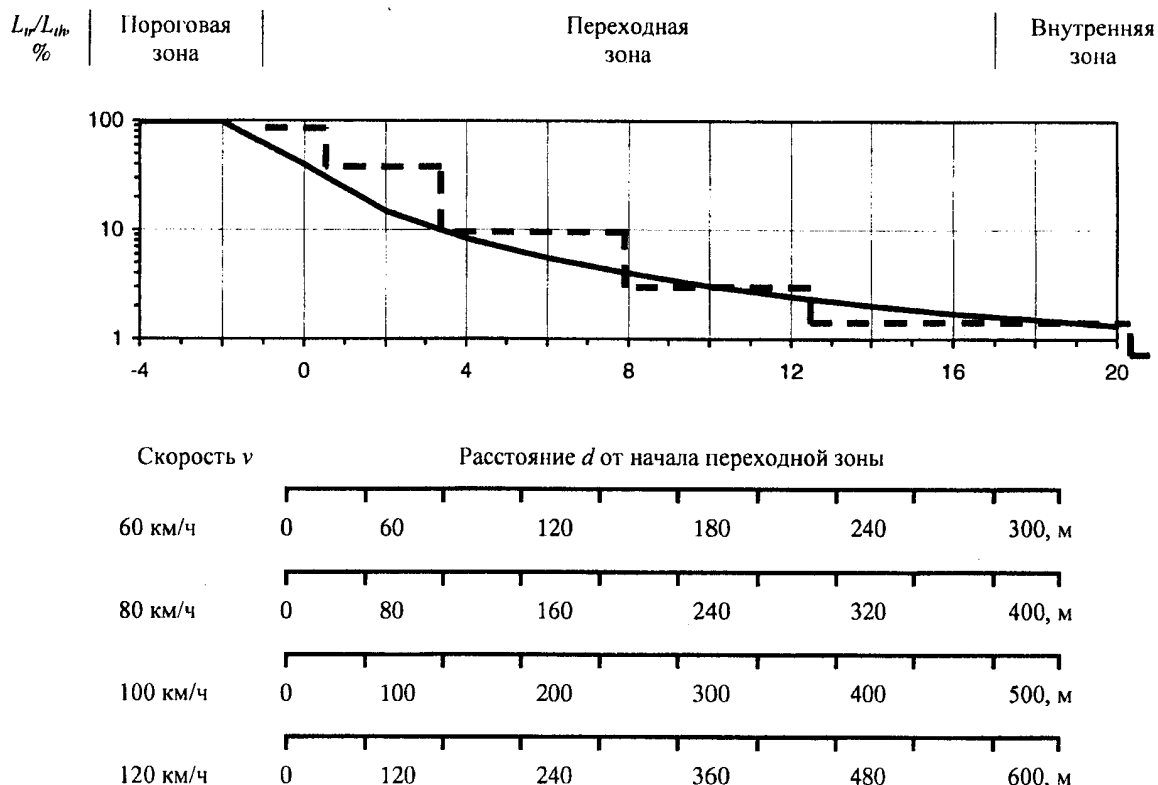 Ltr/Lth, Пороговая Переходная Внутренняя
% зона зона зона
100
10
1
-4 0 4 8 12 16 20
Скорость v Расстояние d от начала переходной зоны
60 км/ч 0 60 120 180 240 300, м
80 км/ч 0 80 160 240 320 400, м
100 км/ч 0 100 200 300 400 500, м
120 км/ч 0 120 240 360 480 600, м